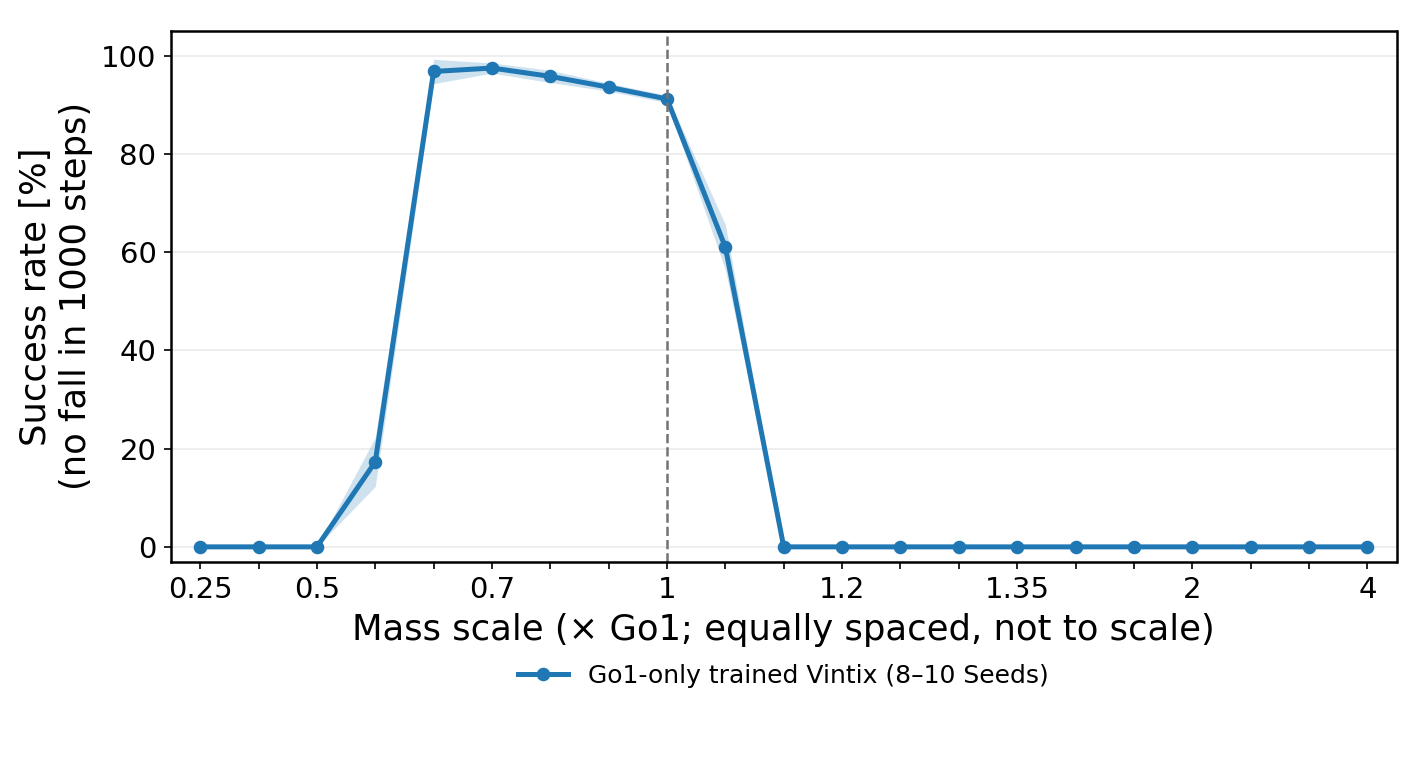 100
80
60
40
20
0
Success rate [%]
(no fall in 1000 steps)
0.25 0.5 0.7 1 1.2 1.35 2 4
Mass scale (× Go1; equally spaced, not to scale)
Go1-only trained Vintix (8–10 Seeds)